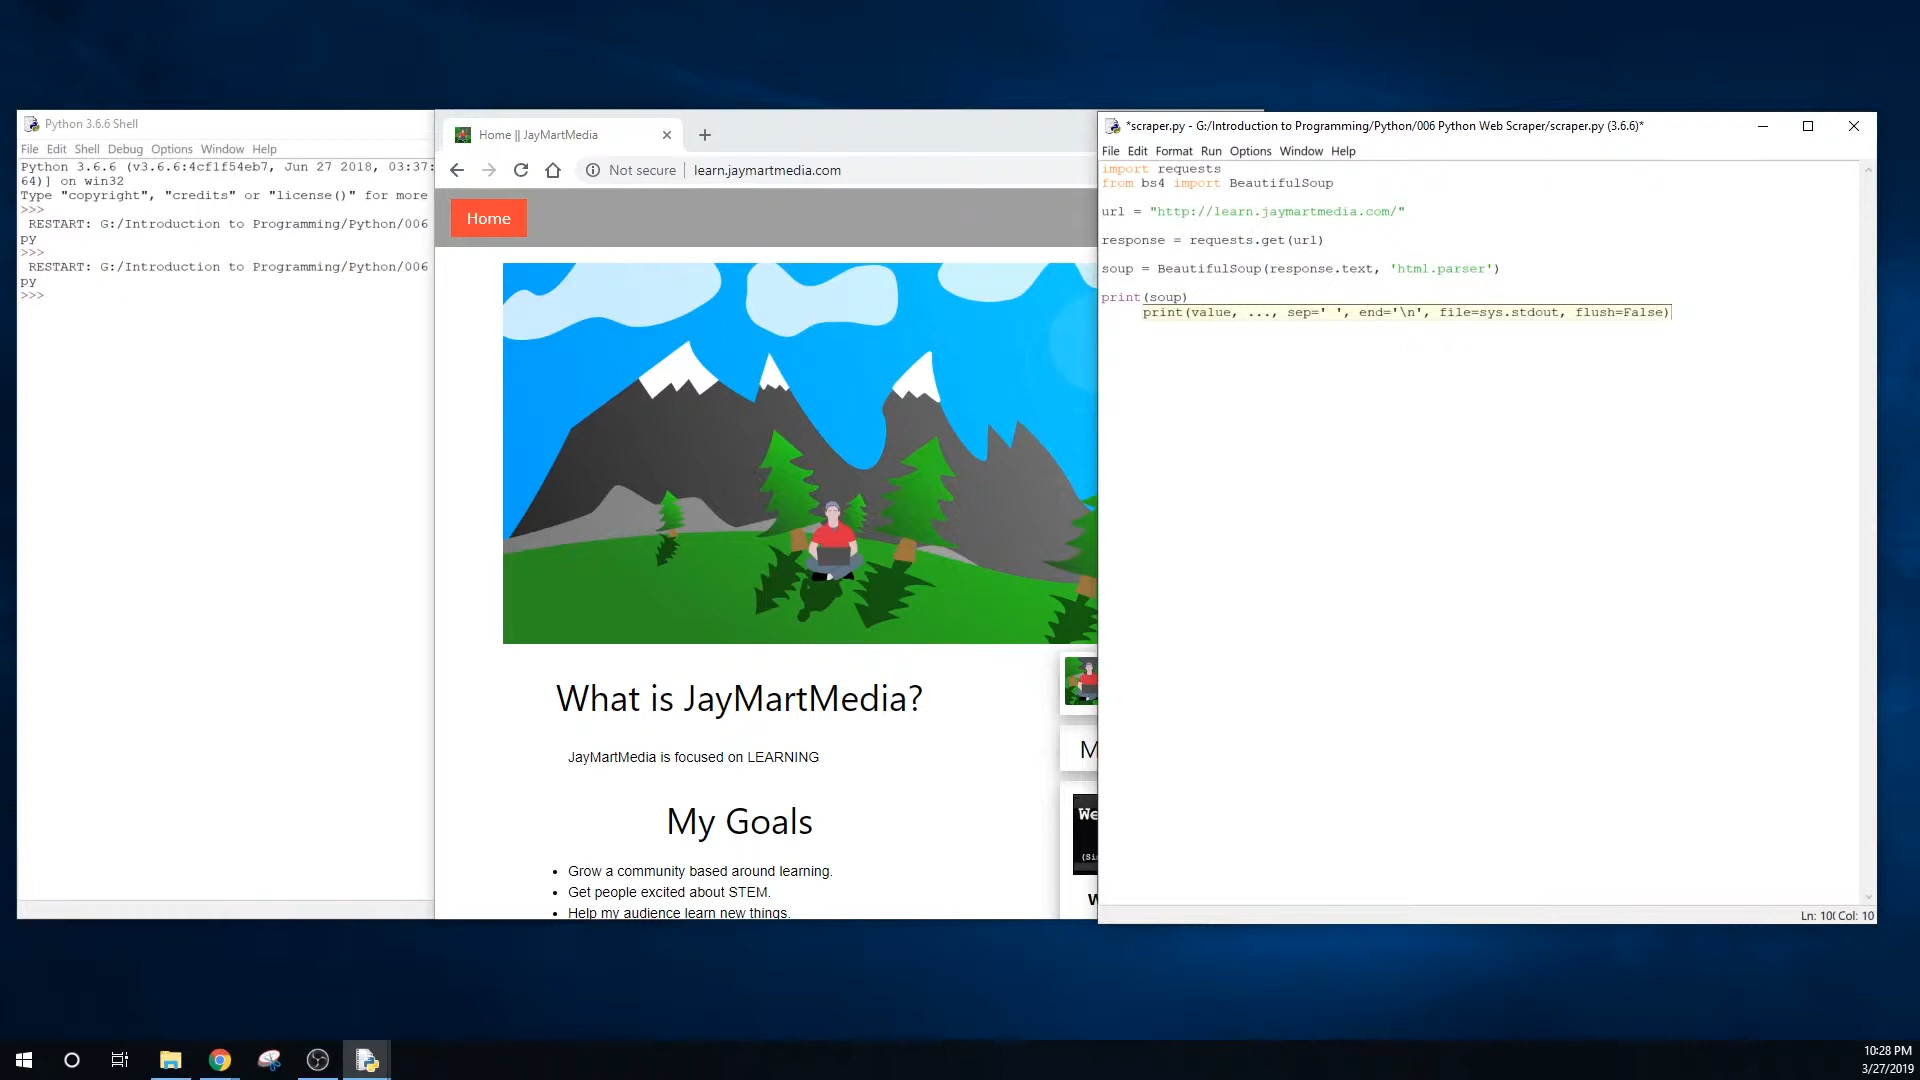 Python 3.6.6 Shell
File Edit Shell Debug Options Window Help
Python 3.6.6 (v3.6.6:4cf1f54eb7, Jun 27 2018, 03:37:
64)] on win32
Type "copyright", "credits" or "license()" for more
>>>
RESTART: G:/Introduction to Programming/Python/006
py
>>>
RESTART: G:/Introduction to Programming/Python/006
py
>>>
Home || JayMartMedia
Not secure learn.jaymartmedia.com
Home
What is JayMartMedia?
JayMartMedia is focused on LEARNING
My Goals
• Grow a community based around learning.
• Get people excited about STEM.
• Help my audience learn new things.
M
We
(Si
W
*scraper.py - G:/Introduction to Programming/Python/006 Python Web Scraper/scraper.py (3.6.6)*
File Edit Format Run Options Window Help
import requests
from bs4 import BeautifulSoup
url = "http://learn.jaymartmedia.com/"
response = requests.get(url)
soup = BeautifulSoup(response.text, 'html.parser')
print(soup)
print(value, ..., sep=' ', end='\n', file=sys.stdout, flush=False)
Ln: 10( Col: 10
10:28 PM
3/27/2019